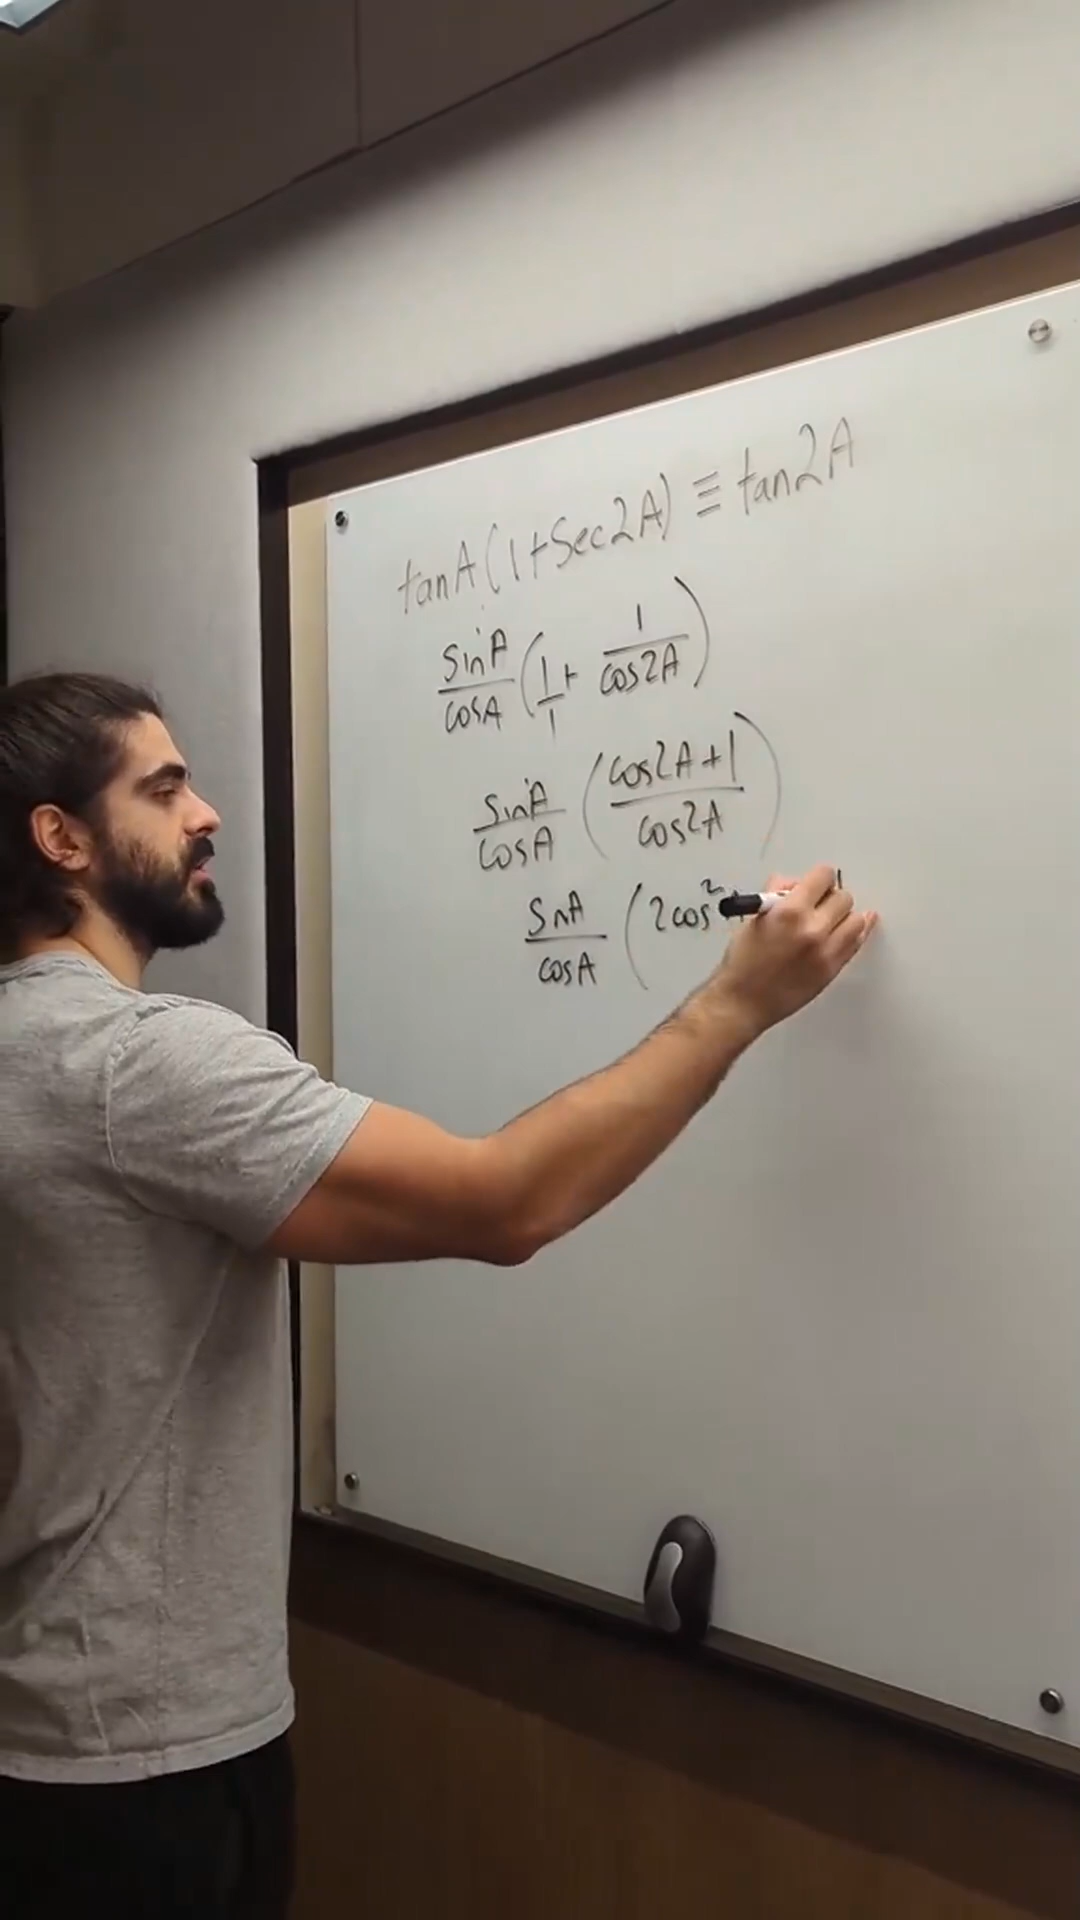 tanA(1+Sec2A) ≡ tan2A
sinA/cosA (1/1 + 1/cos2A)
sinA/cosA ((cos2A+1)/cos2A)
SinA/cosA (2cos²